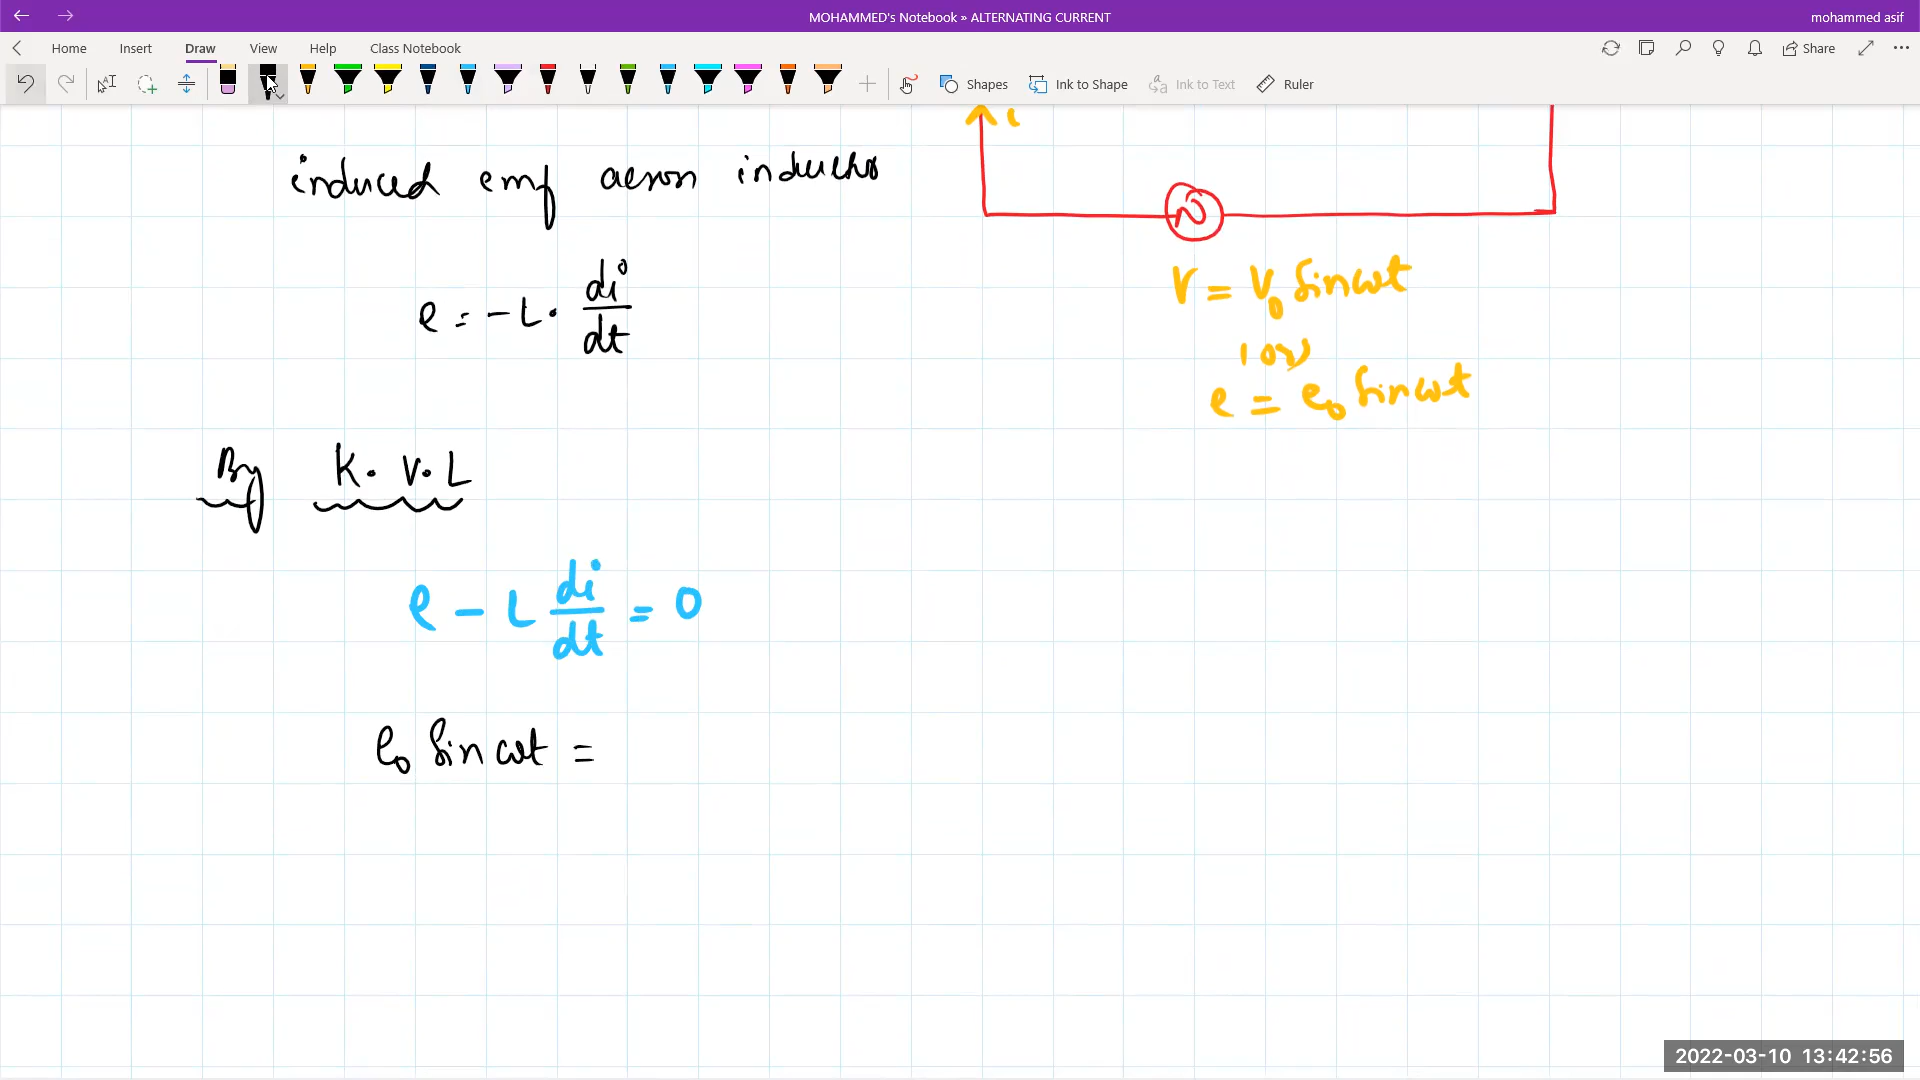 MOHAMMED's Notebook » ALTERNATING CURRENT
mohammed asif
Home Insert Draw View Help Class Notebook
Share
Shapes Ink to Shape Ink to Text Ruler
i
induced emf across inductor
e = -L · di/dt
~
V = V₀ Sinωt
(or)
e = e₀ Sinωt
By K.V.L
e - L di/dt = 0
e₀ Sin ωt =
2022-03-10 13:42:56